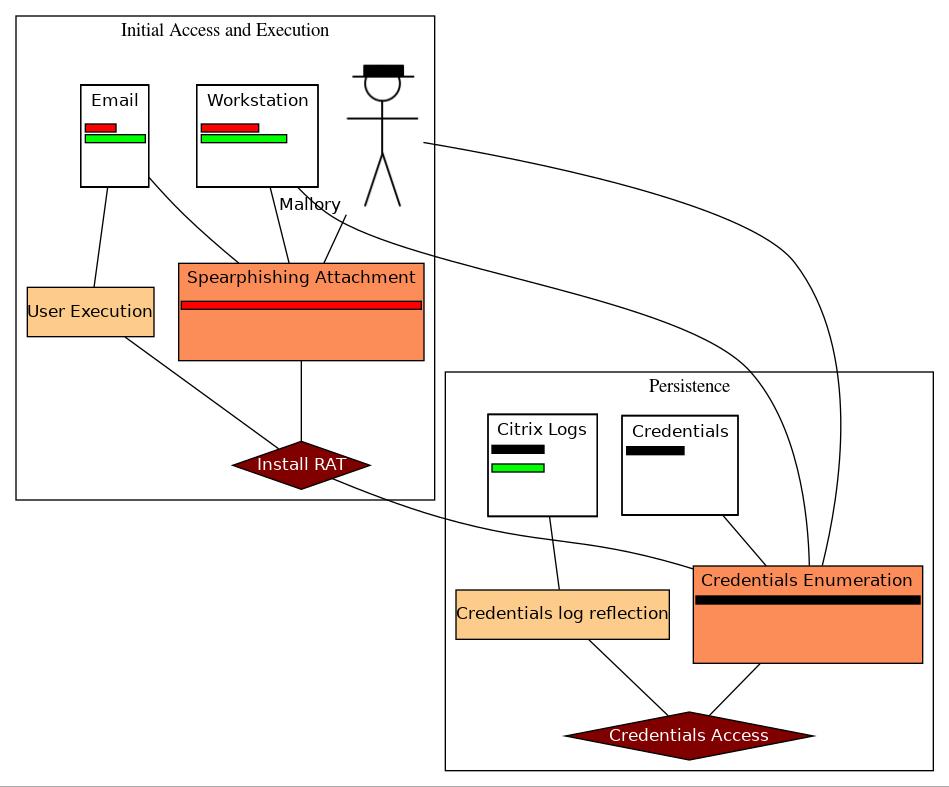 Initial Access and Execution
Email
Workstation
Mallory
Spearphishing Attachment
User Execution
Install RAT
Persistence
Citrix Logs
Credentials
Credentials Enumeration
Credentials log reflection
Credentials Access